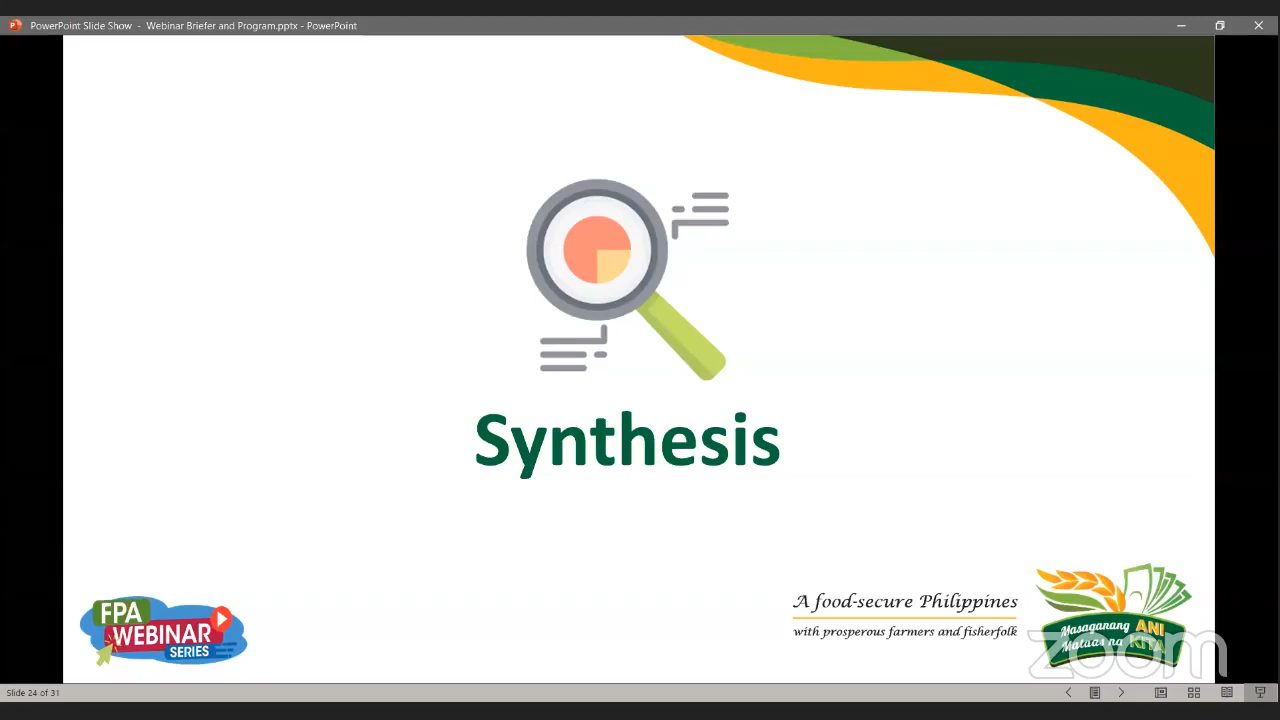 PowerPoint Slide Show - Webinar Briefer and Program.pptx - PowerPoint
Synthesis
FPA
WEBINAR
SERIES
A food-secure Philippines
with prosperous farmers and fisherfolk
Masaganang ANI
Mataas na KITA
zoom
Slide 24 of 31